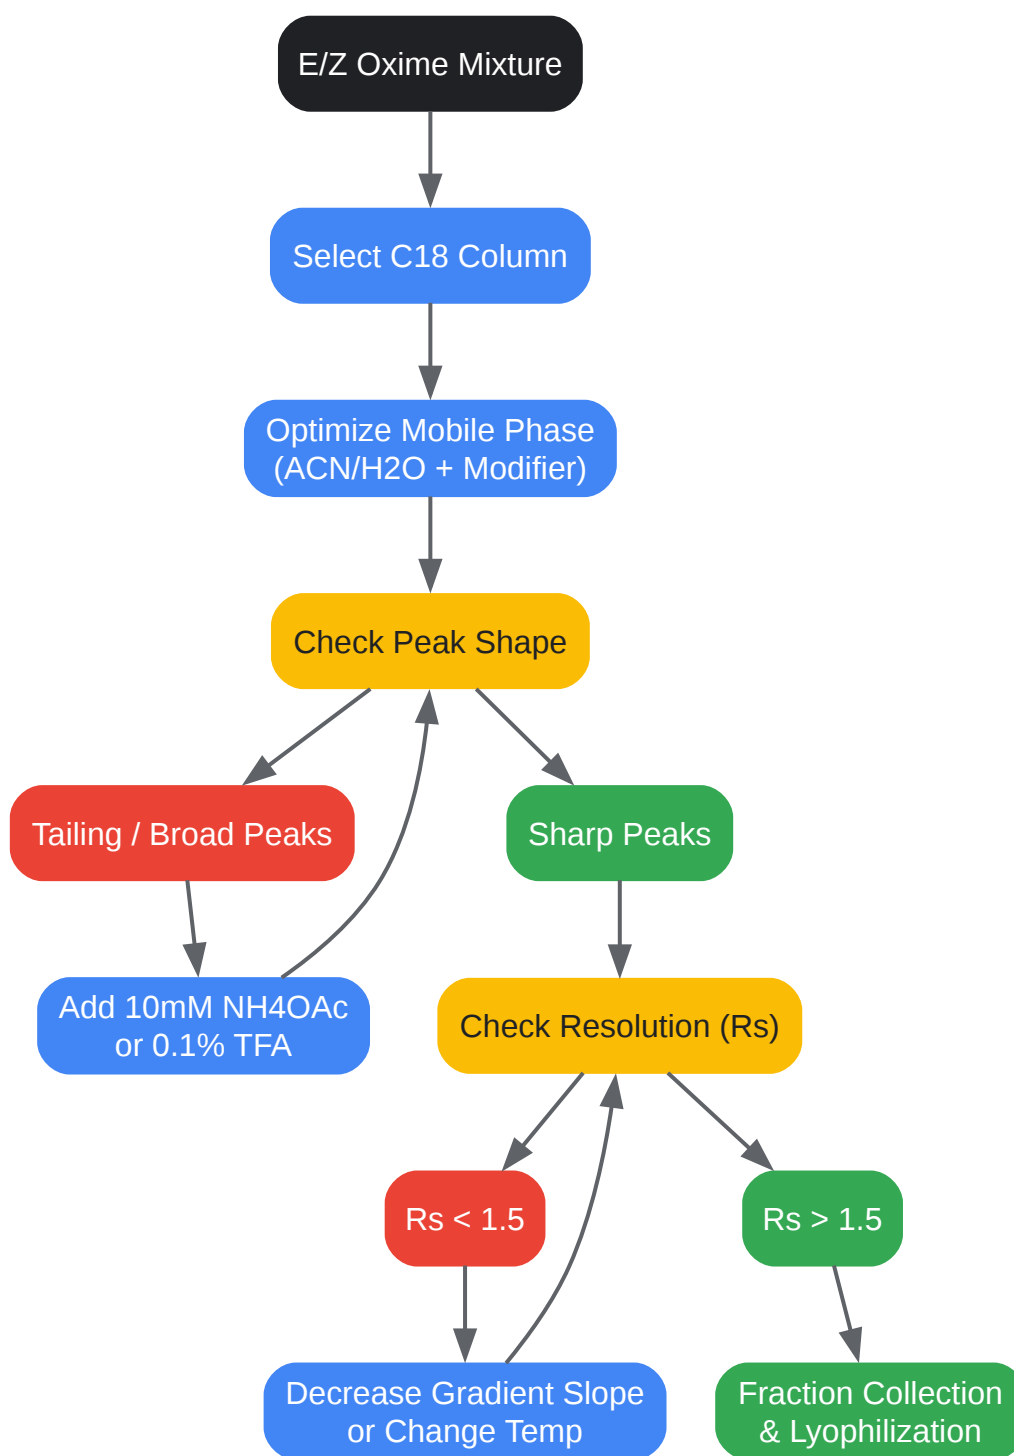 E/Z Oxime Mixture
Select C18 Column
Optimize Mobile Phase
(ACN/H2O + Modifier)
Check Peak Shape
Tailing / Broad Peaks
Sharp Peaks
Add 10mM NH4OAc
or 0.1% TFA
Check Resolution (Rs)
Rs < 1.5
Rs > 1.5
Decrease Gradient Slope
or Change Temp
Fraction Collection
& Lyophilization